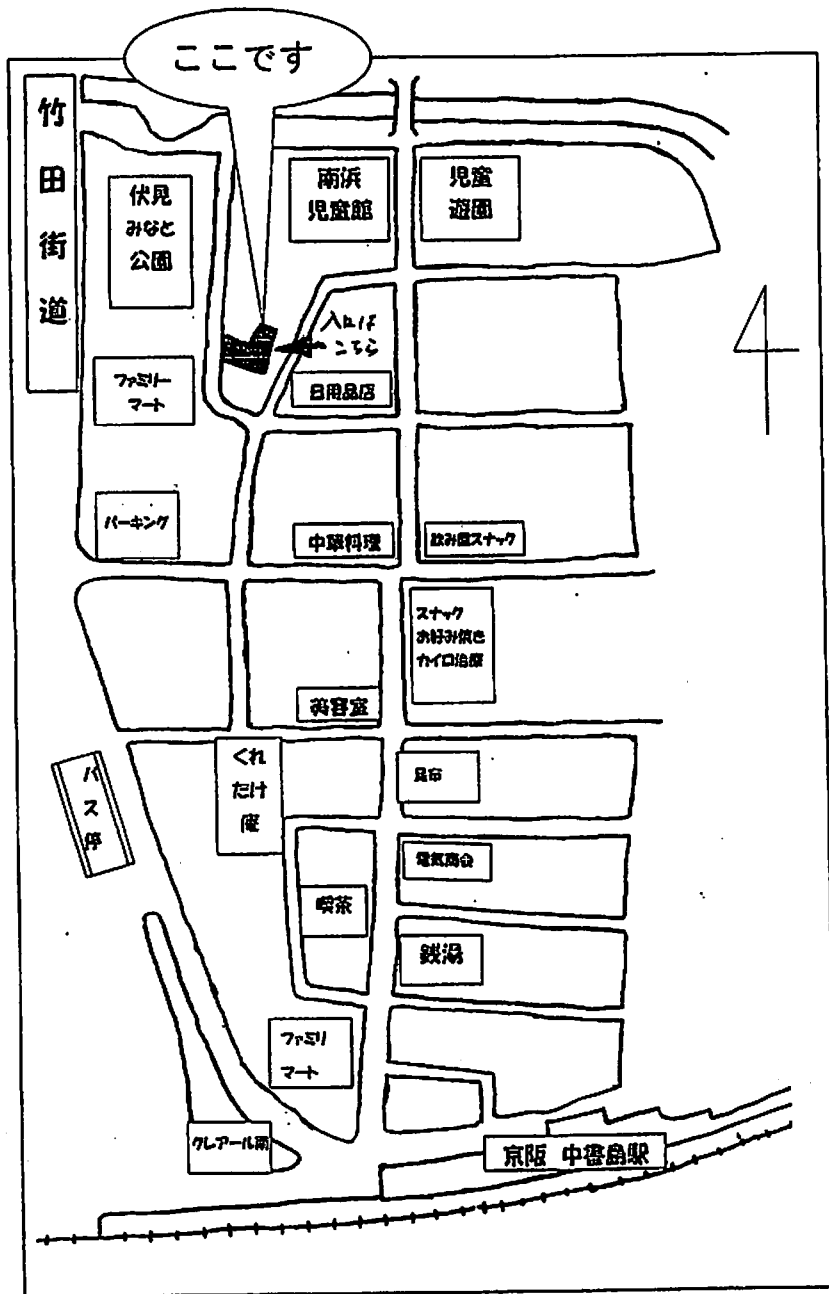 ここです
竹田街道
伏見
みなと
公園
南浜
児童館
児童
遊園
入口は
こちら
ファミリー
マート
日用品店
パーキング
中華料理
飲み屋スナック
スナック
お好み焼き
カイロ治療
美容室
バス停
くれ
たけ
庵
昆布
電気商会
喫茶
銭湯
ファミリ
マート
クレアール南
京阪 中書島駅